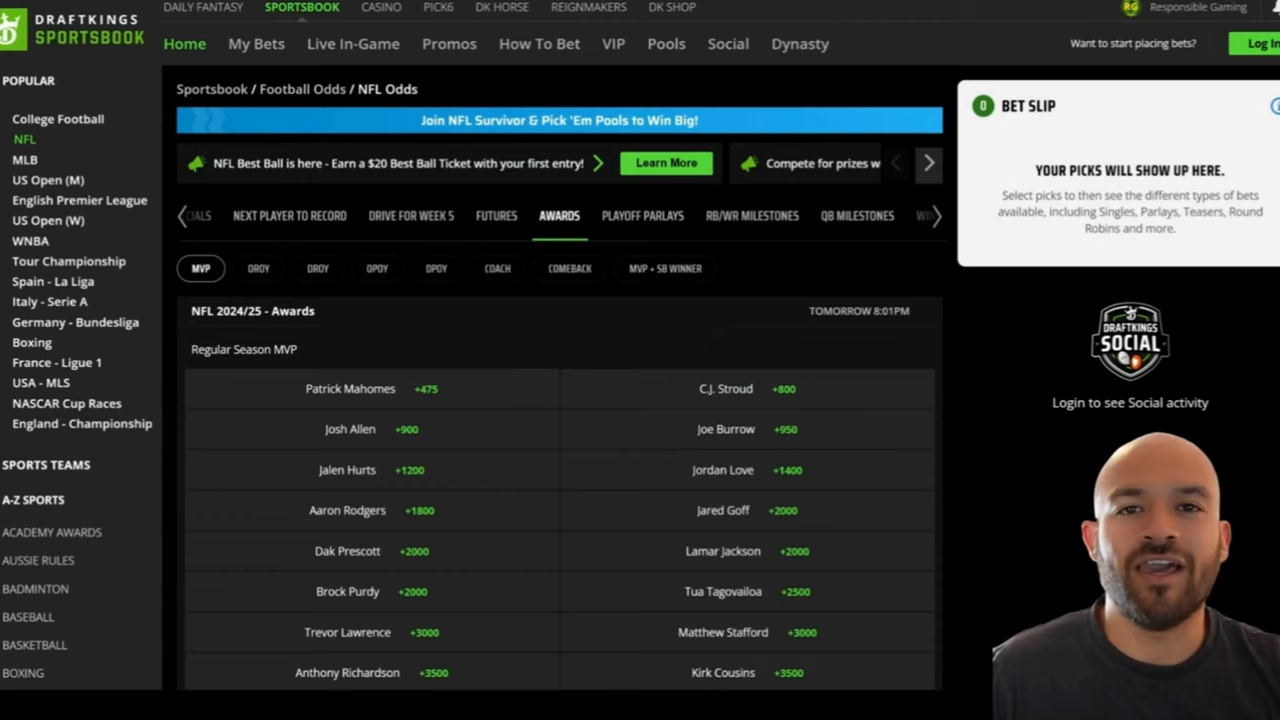 DAILY FANTASY SPORTSBOOK CASINO PICK6 DK HORSE REIGNMAKERS DK SHOP RG Responsible Gaming
DRAFTKINGS
SPORTSBOOK
Home My Bets Live In-Game Promos How To Bet VIP Pools Social Dynasty Want to start placing bets? Log In
POPULAR
College Football
NFL
MLB
US Open (M)
English Premier League
US Open (W)
WNBA
Tour Championship
Spain - La Liga
Italy - Serie A
Germany - Bundesliga
Boxing
France - Ligue 1
USA - MLS
NASCAR Cup Races
England - Championship
SPORTS TEAMS
A-Z SPORTS
ACADEMY AWARDS
AUSSIE RULES
BADMINTON
BASEBALL
BASKETBALL
BOXING
Sportsbook / Football Odds / NFL Odds
Join NFL Survivor & Pick 'Em Pools to Win Big!
NFL Best Ball is here - Earn a $20 Best Ball Ticket with your first entry! Learn More Compete for prizes w
IALS NEXT PLAYER TO RECORD DRIVE FOR WEEK 5 FUTURES AWARDS PLAYOFF PARLAYS RB/WR MILESTONES QB MILESTONES
MVP OROY DROY OPOY DPOY COACH COMEBACK MVP + SB WINNER
NFL 2024/25 - Awards TOMORROW 8:01PM
Regular Season MVP
Patrick Mahomes +475 C.J. Stroud +800
Josh Allen +900 Joe Burrow +950
Jalen Hurts +1200 Jordan Love +1400
Aaron Rodgers +1800 Jared Goff +2000
Dak Prescott +2000 Lamar Jackson +2000
Brock Purdy +2000 Tua Tagovailoa +2500
Trevor Lawrence +3000 Matthew Stafford +3000
Anthony Richardson +3500 Kirk Cousins +3500
0 BET SLIP
YOUR PICKS WILL SHOW UP HERE.
Select picks to then see the different types of bets
available, including Singles, Parlays, Teasers, Round
Robins and more.
DRAFTKINGS
SOCIAL
Login to see Social activity